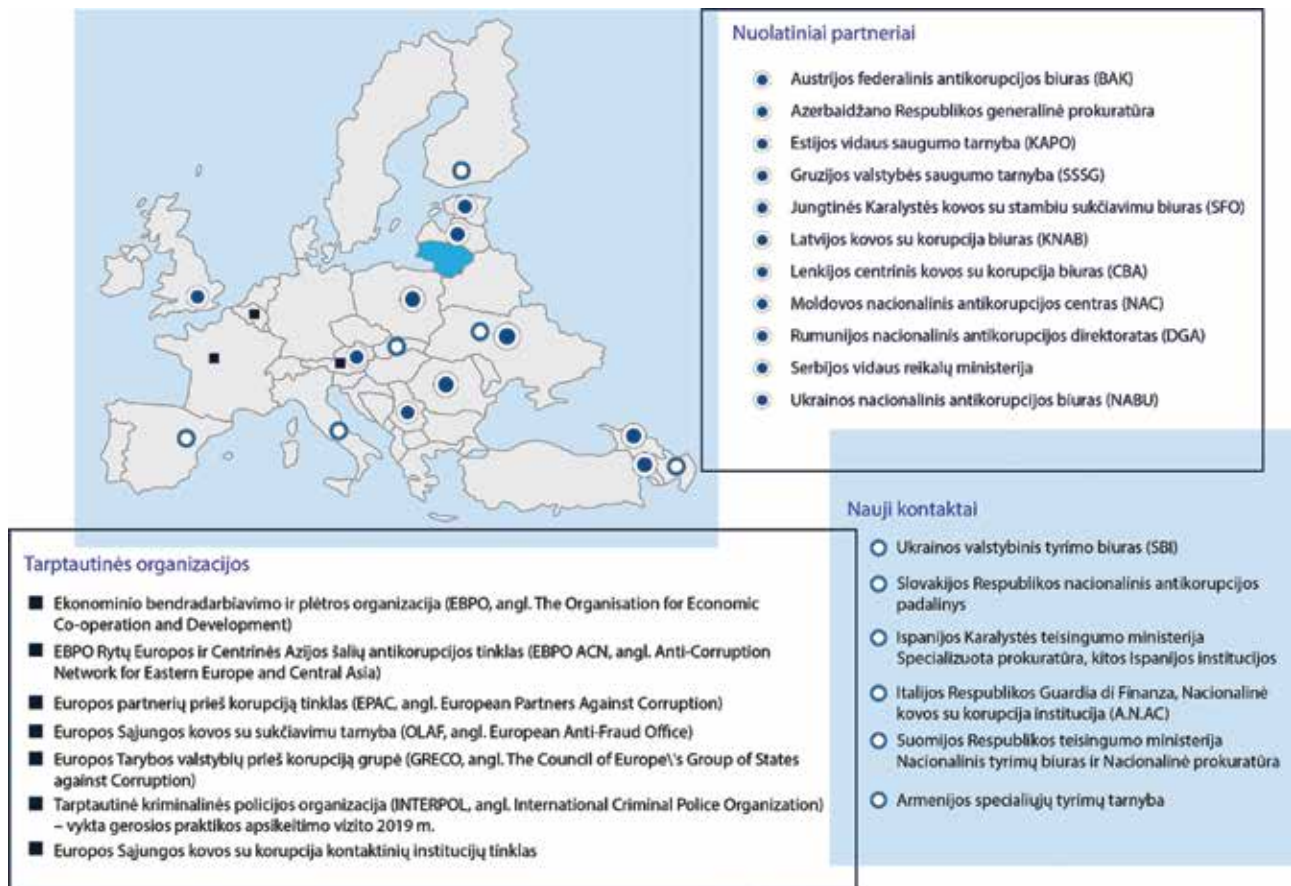 Nuolatiniai partneriai
Austrijos federalinis antikorupcijos biuras (BAK)
Azerbaidžano Respublikos generalinė prokuratūra
Estijos vidaus saugumo tarnyba (KAPO)
Gruzijos valstybės saugumo tarnyba (SSSG)
Jungtinės Karalystės kovos su stambiu sukčiavimu biuras (SFO)
Latvijos kovos su korupcija biuras (KNAB)
Lenkijos centrinis kovos su korupcija biuras (CBA)
Moldovos nacionalinis antikorupcijos centras (NAC)
Rumunijos nacionalinis antikorupcijos direktoratas (DGA)
Serbijos vidaus reikalų ministerija
Ukrainos nacionalinis antikorupcijos biuras (NABU)
Nauji kontaktai
Ukrainos valstybinis tyrimo biuras (SBI)
Slovakijos Respublikos nacionalinis antikorupcijos
padalinys
Ispanijos Karalystės teisingumo ministerija
Specializuota prokuratūra, kitos Ispanijos institucijos
Italijos Respublikos Guardia di Finanza, Nacionalinė
kovos su korupcija institucija (A.N.AC)
Suomijos Respublikos teisingumo ministerija
Nacionalinis tyrimų biuras ir Nacionalinė prokuratūra
Armėnijos specialiųjų tyrimų tarnyba
Tarptautinės organizacijos
Ekonominio bendradarbiavimo ir plėtros organizacija (EBPO, angl. The Organisation for Economic
Co-operation and Development)
EBPO Rytų Europos ir Centrinės Azijos šalių antikorupcijos tinklas (EBPO ACN, angl. Anti-Corruption
Network for Eastern Europe and Central Asia)
Europos partnerių prieš korupciją tinklas (EPAC, angl. European Partners Against Corruption)
Europos Sąjungos kovos su sukčiavimu tarnyba (OLAF, angl. European Anti-Fraud Office)
Europos Tarybos valstybių prieš korupciją grupė (GRECO, angl. The Council of Europe\'s Group of States
against Corruption)
Tarptautinė kriminalinės policijos organizacija (INTERPOL, angl. International Criminal Police Organization)
– vykta gerosios praktikos apsikeitimo vizito 2019 m.
Europos Sąjungos kovos su korupcija kontaktinių institucijų tinklas